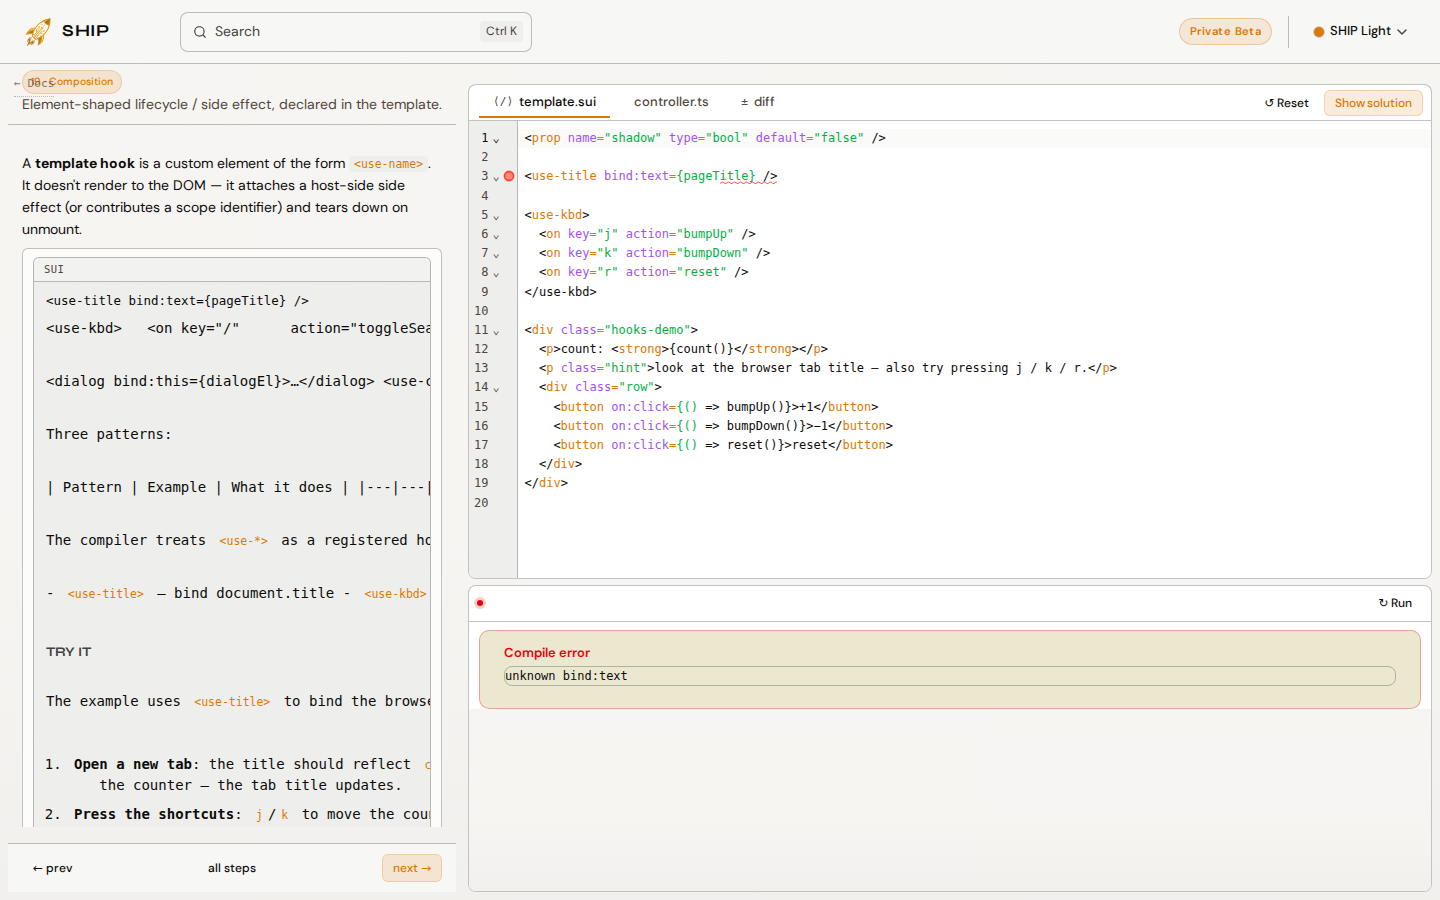 SHIP
Search
Ctrl K
Private Beta
SHIP Light
← Docs
Composition
Element-shaped lifecycle / side effect, declared in the template.
A template hook is a custom element of the form <use-name>.
It doesn't render to the DOM — it attaches a host-side side
effect (or contributes a scope identifier) and tears down on
unmount.
SUI
<use-title bind:text={pageTitle} />
<use-kbd>   <on key="/"      action="toggleSea
<dialog bind:this={dialogEl}>…</dialog> <use-c
Three patterns:
| Pattern | Example | What it does | |---|---|
The compiler treats <use-*> as a registered ho
- <use-title> — bind document.title - <use-kbd>
TRY IT
The example uses <use-title> to bind the browse
1. Open a new tab: the title should reflect c
the counter — the tab title updates.
2. Press the shortcuts: j / k to move the cou
← prev
all steps
next →
⟨/⟩ template.sui
controller.ts
± diff
↺ Reset
Show solution
1 <prop name="shadow" type="bool" default="false" />
2
3 <use-title bind:text={pageTitle} />
4
5 <use-kbd>
6   <on key="j" action="bumpUp" />
7   <on key="k" action="bumpDown" />
8   <on key="r" action="reset" />
9 </use-kbd>
10
11 <div class="hooks-demo">
12   <p>count: <strong>{count()}</strong></p>
13   <p class="hint">look at the browser tab title — also try pressing j / k / r.</p>
14   <div class="row">
15     <button on:click={() => bumpUp()}>+1</button>
16     <button on:click={() => bumpDown()}>−1</button>
17     <button on:click={() => reset()}>reset</button>
18   </div>
19 </div>
20
↻ Run
Compile error
unknown bind:text